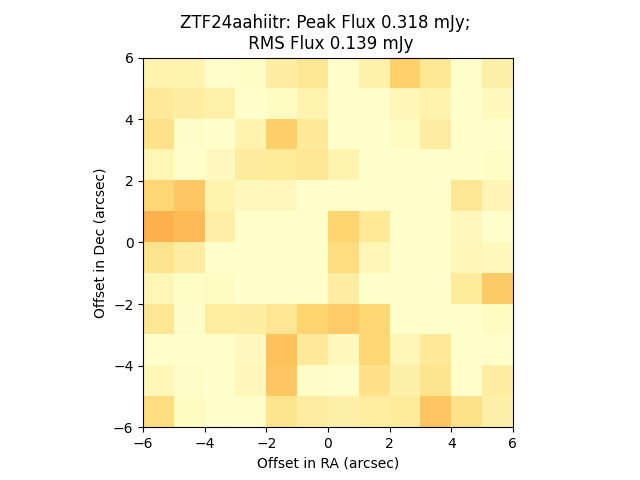 ZTF24aahiitr: Peak Flux 0.318 mJy;
RMS Flux 0.139 mJy
6
4
2
0
−2
−4
−6
Offset in Dec (arcsec)
−6 −4 −2 0 2 4 6
Offset in RA (arcsec)